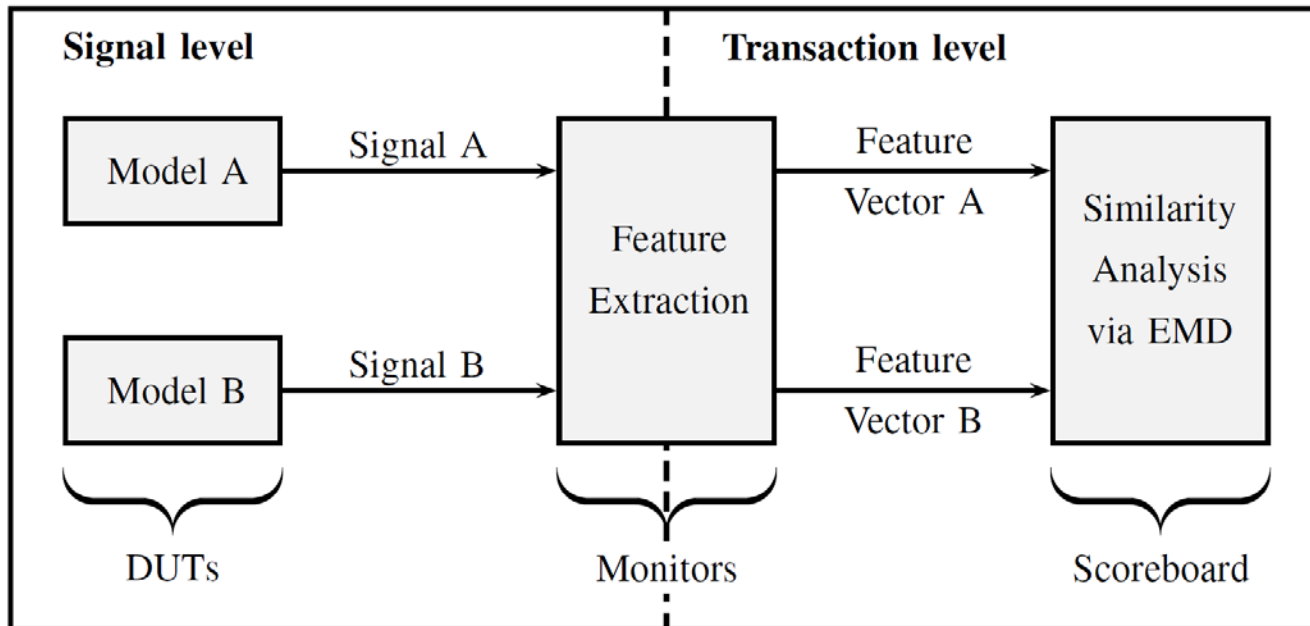 Signal level
Transaction level
Model A
Signal A
Feature
Vector A
Feature
Extraction
Similarity
Analysis
via EMD
Model B
Signal B
Feature
Vector B
DUTs
Monitors
Scoreboard